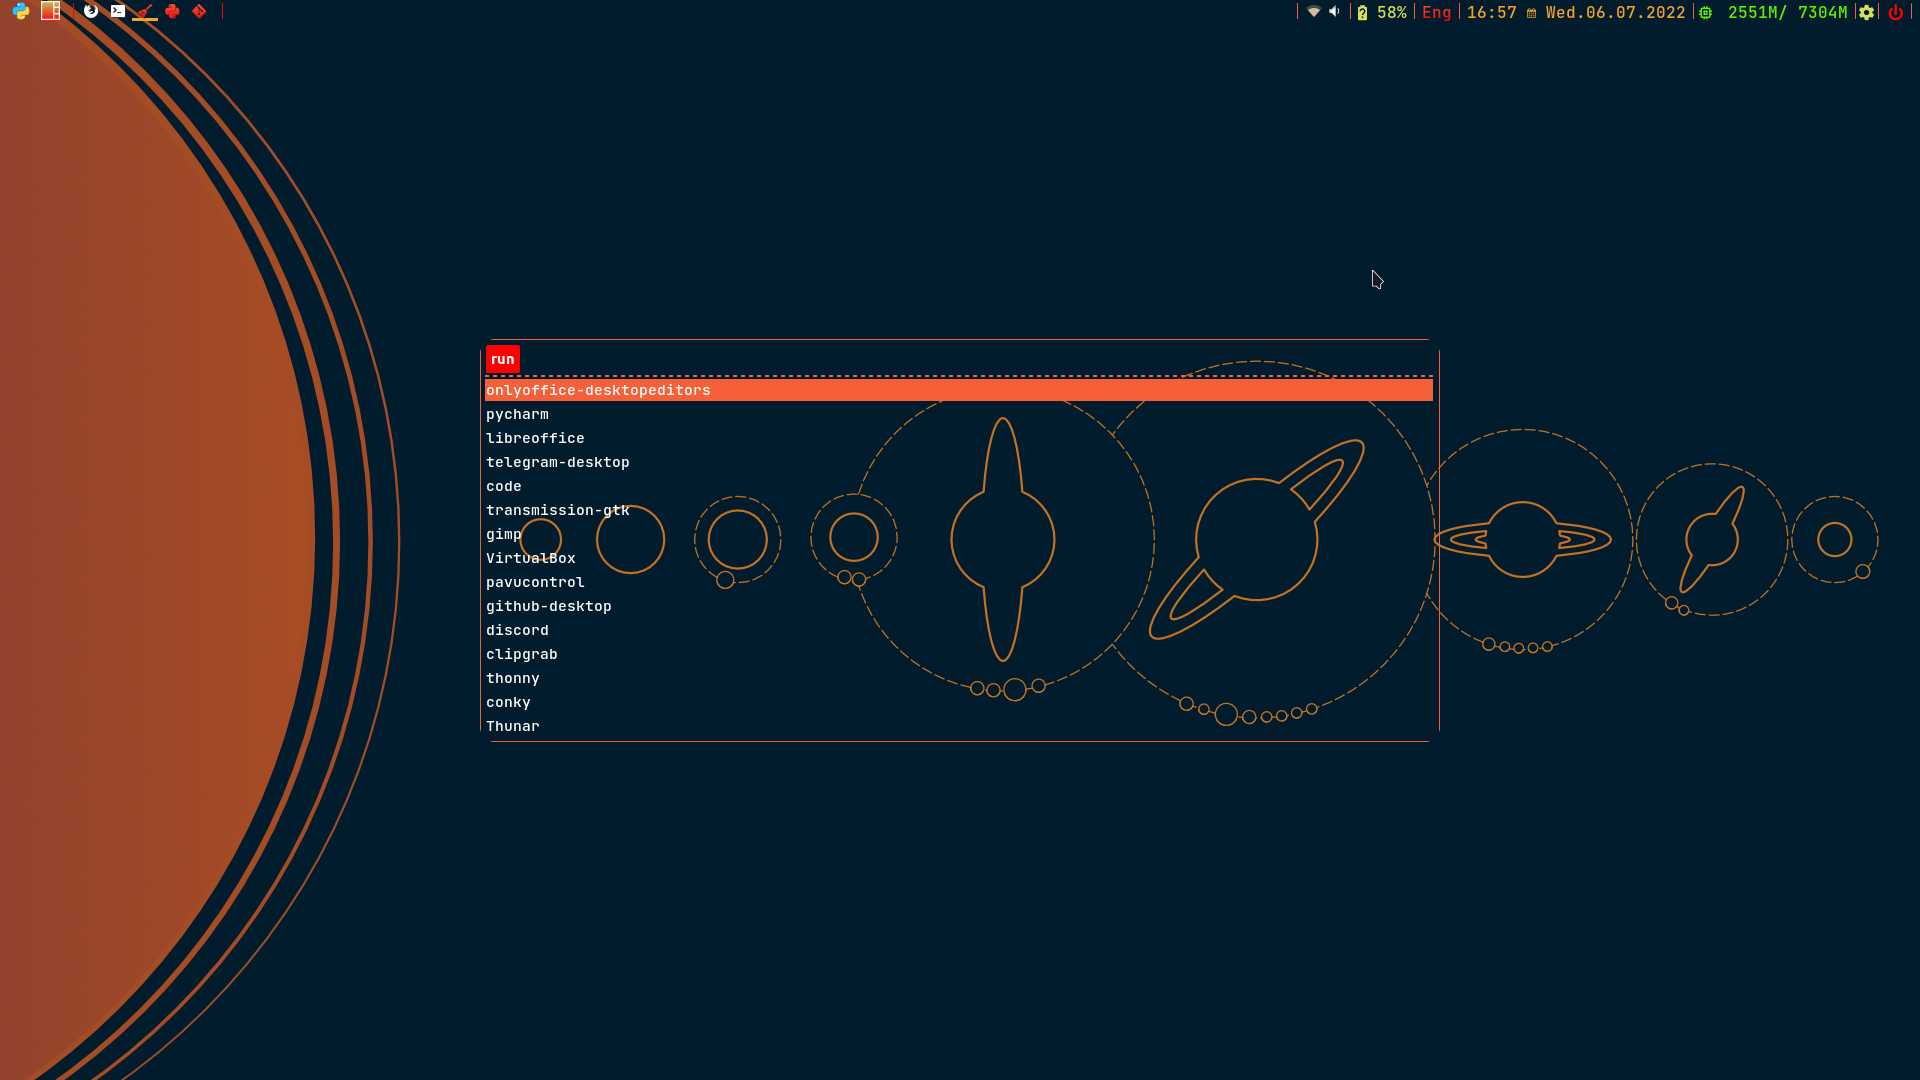 58% Eng 16:57 Wed.06.07.2022 2551M/ 7304M
run
onlyoffice-desktopeditors
pycharm
libreoffice
telegram-desktop
code
transmission-gtk
gimp
VirtualBox
pavucontrol
github-desktop
discord
clipgrab
thonny
conky
Thunar